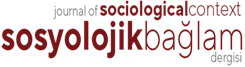 journal of sociologicalcontext
sosyolojikbağlam
dergisi